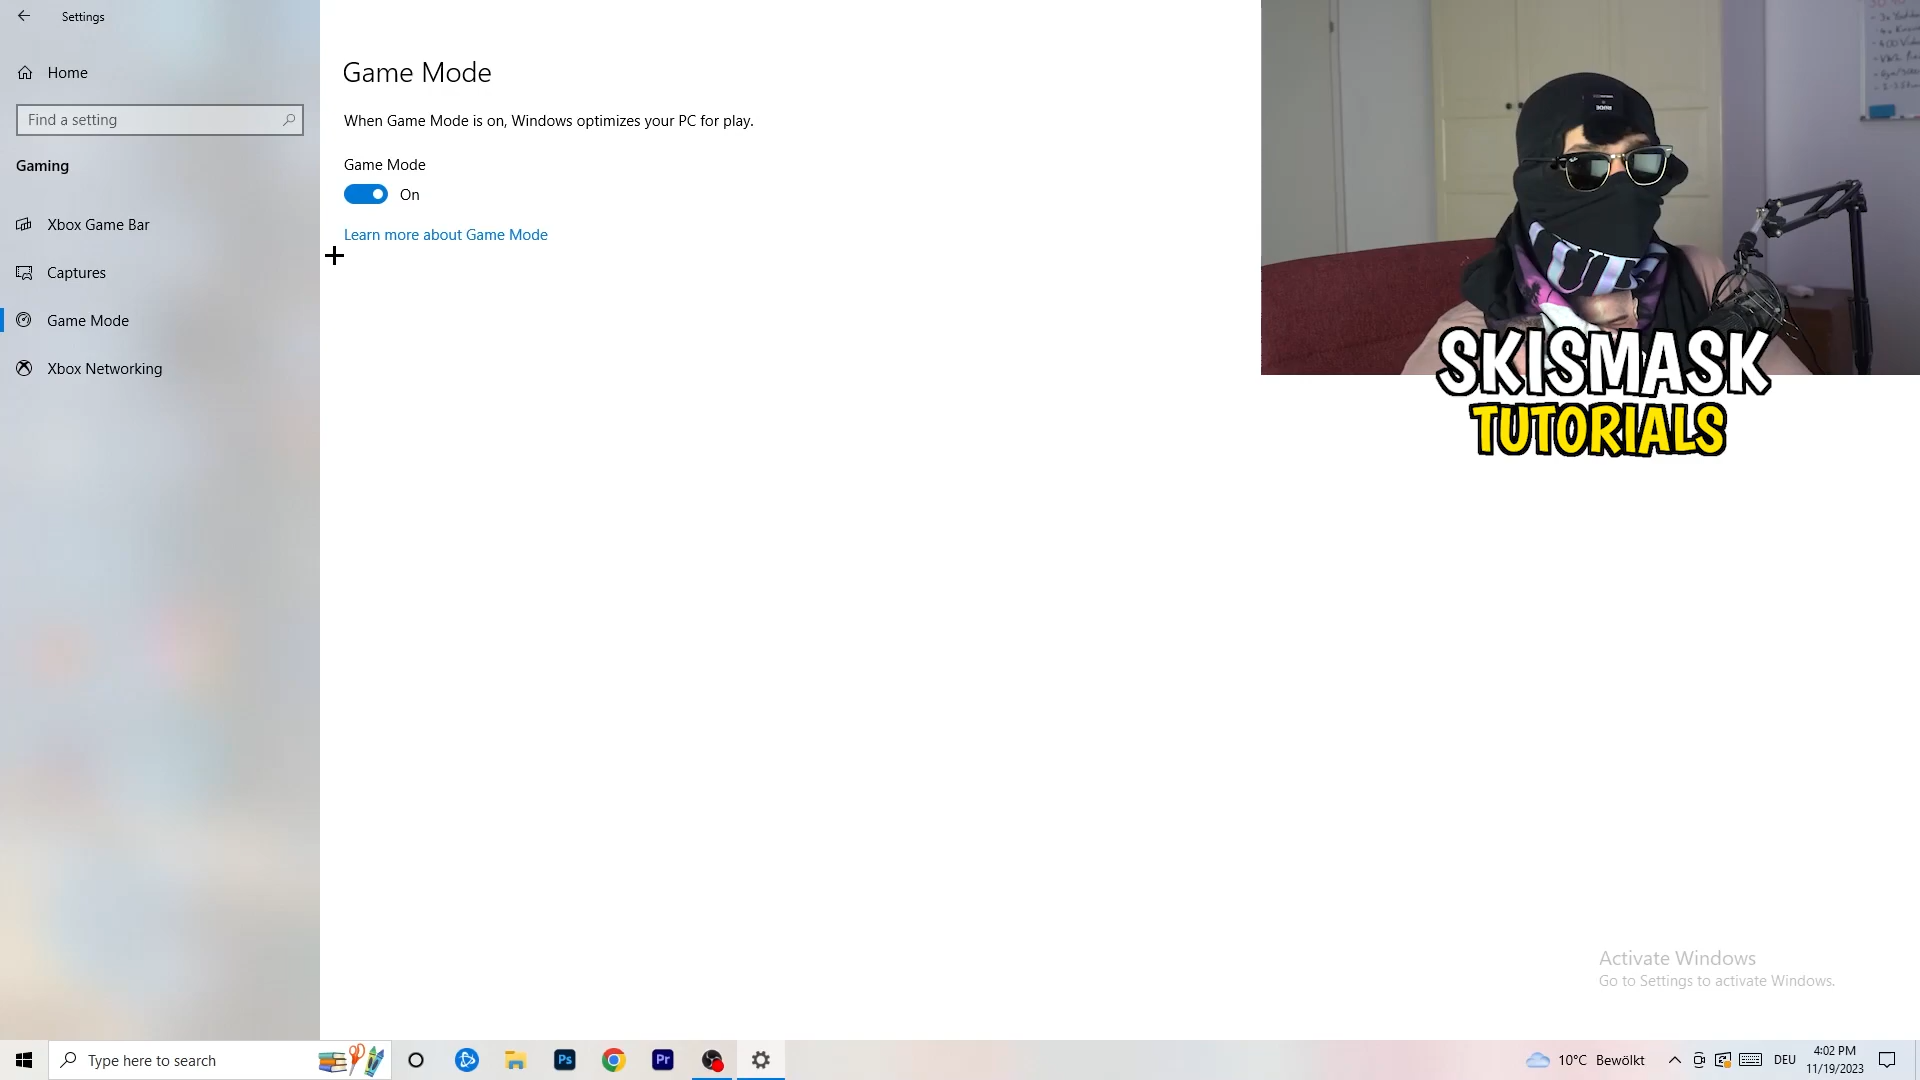 Settings
Home
Find a setting
Gaming
Xbox Game Bar
Captures
Game Mode
Xbox Networking
Game Mode
When Game Mode is on, Windows optimizes your PC for play.
Game Mode
On
Learn more about Game Mode
SKISMASK
TUTORIALS
Activate Windows
Go to Settings to activate Windows.
Type here to search
Ps
Pr
10°C Bewölkt
DEU
4:02 PM
11/19/2023